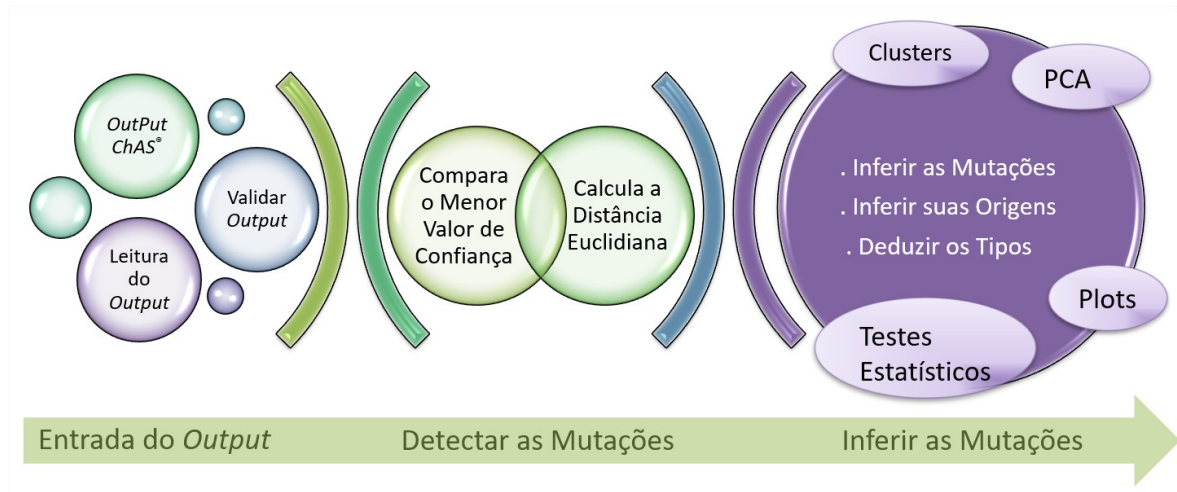 OutPut
ChAS®
Validar
Output
Leitura
do
Output
Compara
o Menor
Valor de
Confiança
Calcula a
Distância
Euclidiana
Clusters
PCA
. Inferir as Mutações
. Inferir suas Origens
. Deduzir os Tipos
Plots
Testes
Estatísticos
Entrada do Output
Detectar as Mutações
Inferir as Mutações